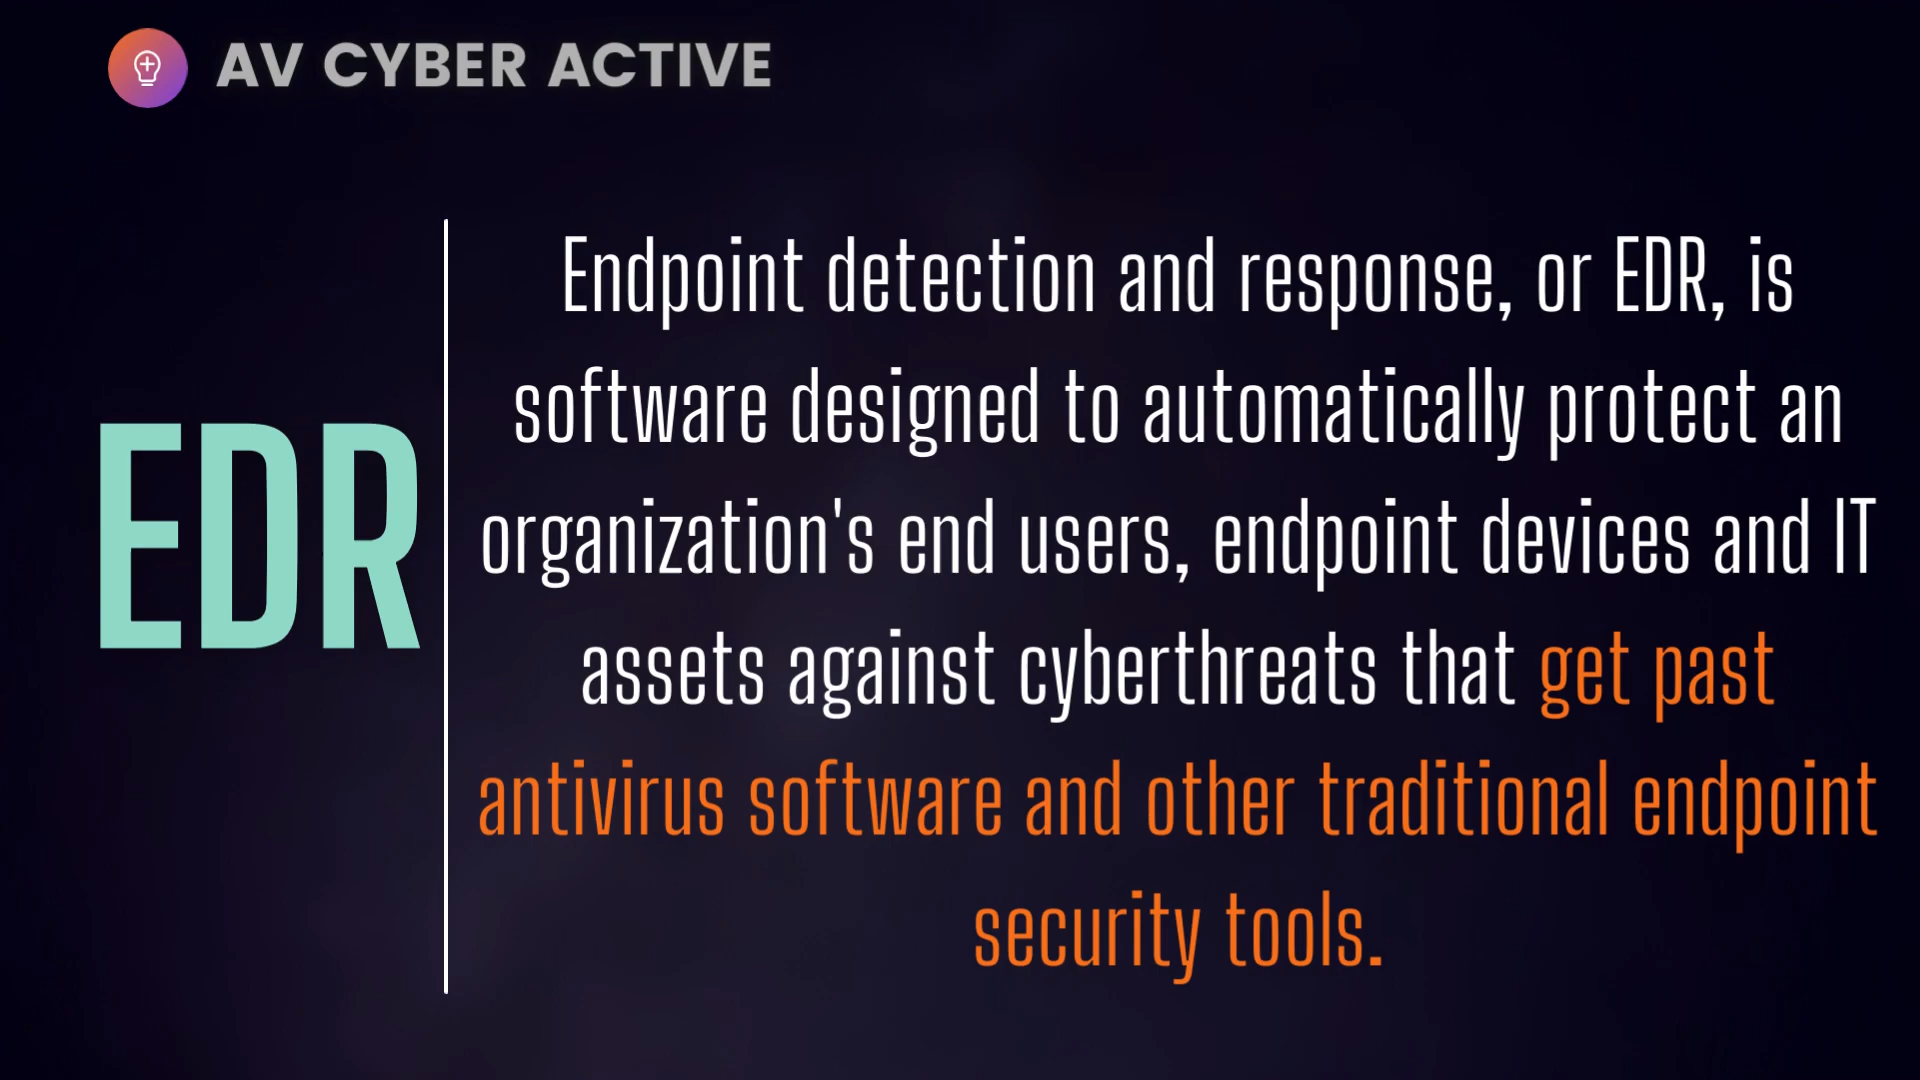 AV CYBER ACTIVE
EDR
Endpoint detection and response, or EDR, is
software designed to automatically protect an
organization's end users, endpoint devices and IT
assets against cyberthreats that get past
antivirus software and other traditional endpoint
security tools.